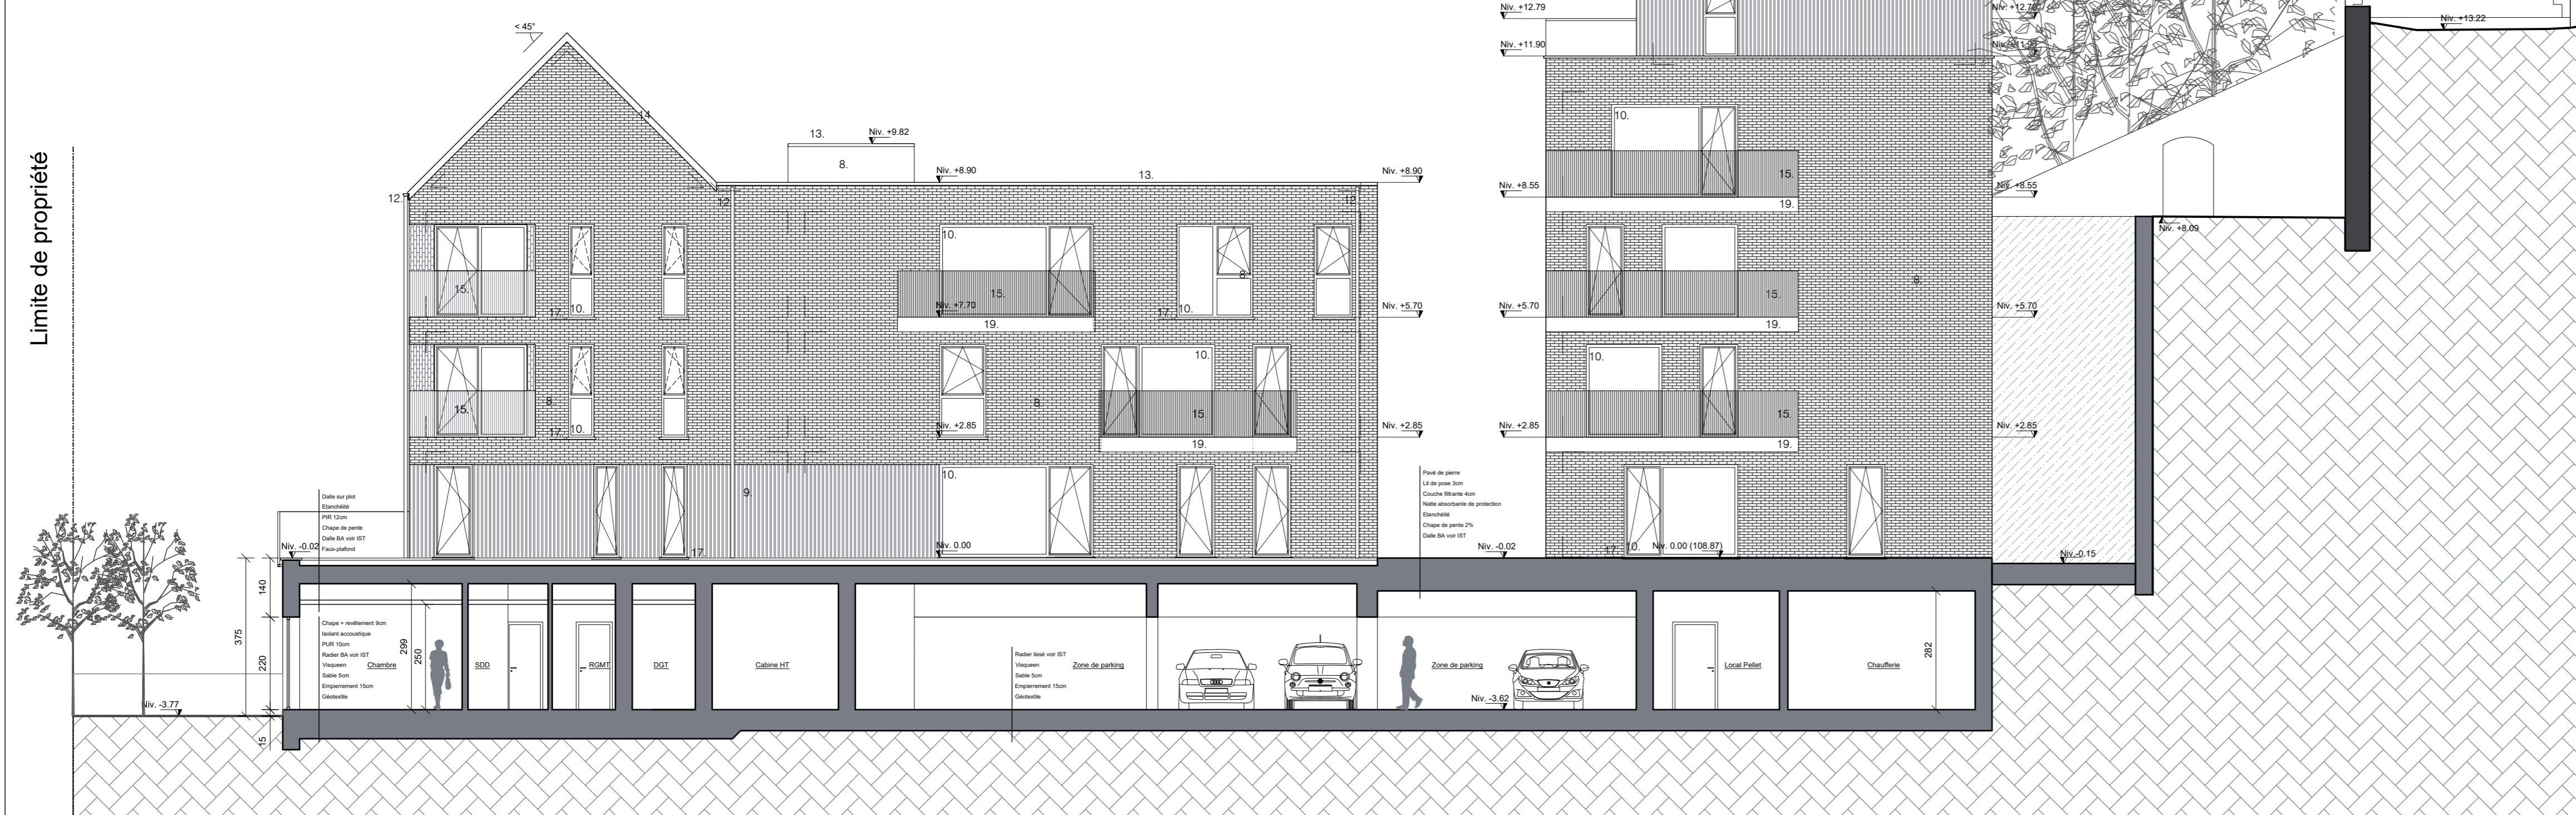 Limite de propriété
< 45°
14.
12.
12.
12.
13.
Niv. +9.82
8.
Niv. +8.90
13.
Niv. +8.90
10.
15.
10.
17.
15.
Niv. +7.70
19.
8.
10.
17.
Niv. +5.70
15.
8.
10.
17.
Niv. +2.85
8.
10.
15.
19.
Niv. +2.85
9.
10.
17.
Niv. 0.00
Niv. +12.79
Niv. +11.90
Niv. +13.22
10.
15.
19.
Niv. +8.55
Niv. +8.55
Niv. +8.09
15.
19.
8.
Niv. +5.70
Niv. +5.70
10.
15.
19.
Niv. +2.85
Niv. +2.85
17.
10.
Niv. 0.00 (108.87)
Niv. -0.02
Niv.-0.15
Dalle sur plot
Etanchéité
PIR 12cm
Chape de pente
Dalle BA voir IST
Faux-plafond
Niv. -0.02
Pavé de pierre
Lit de pose 3cm
Couche filtrante 4cm
Natte absorbante de protection
Etanchéité
Chape de pente 2%
Dalle BA voir IST
375
140
220
15
Niv. -3.77
Chape + revêtement 9cm
Isolant accoustique
PUR 10cm
Radier BA voir IST
Visqueen
Sable 5cm
Empierrement 15cm
Géotextile
Chambre
299
250
SDD
RGMT
DGT
Cabine HT
Radier lissé voir IST
Visqueen
Sable 5cm
Empierrement 15cm
Géotextile
Zone de parking
Zone de parking
Niv. -3.62
Local Pellet
Chaufferie
282